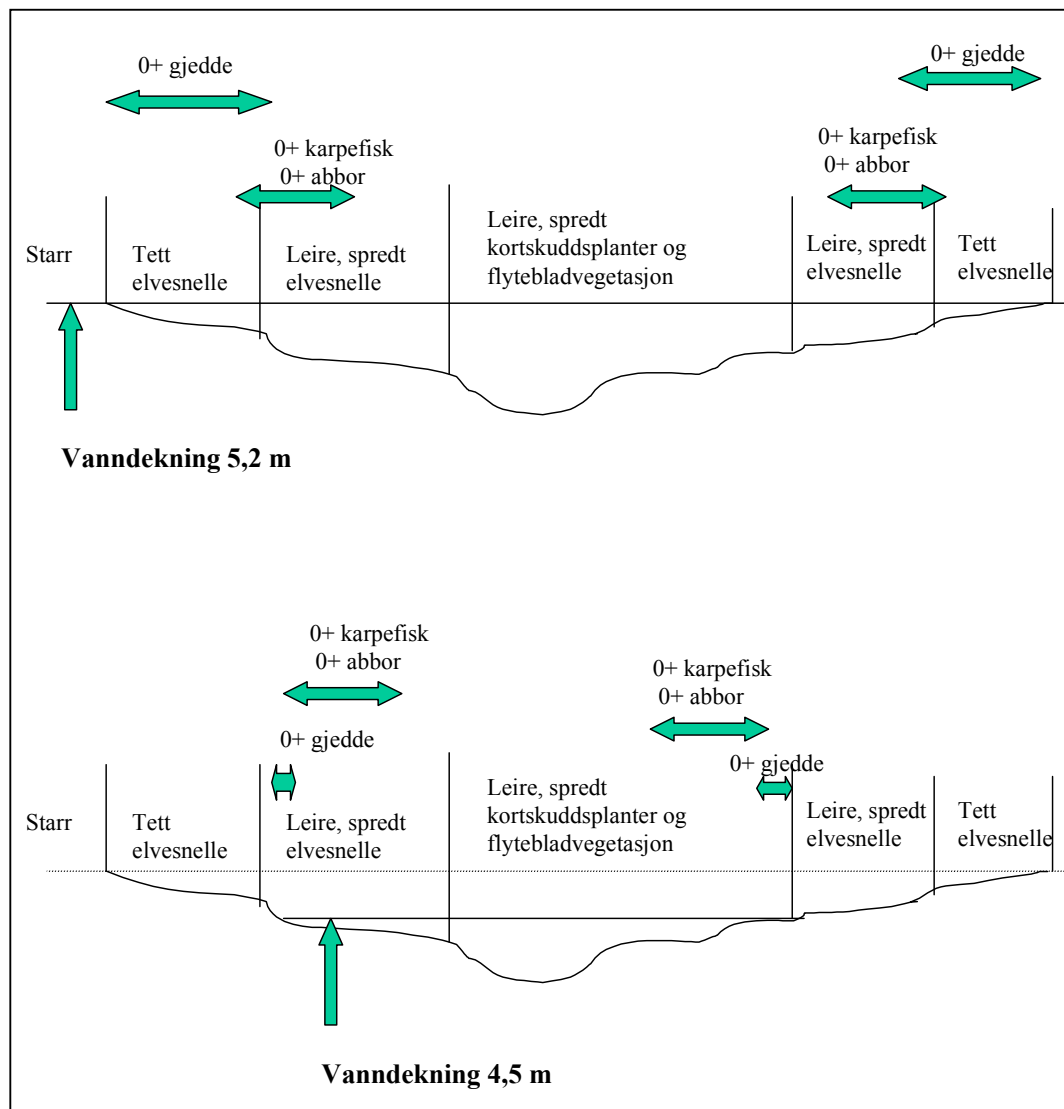 0+ gjedde
0+ gjedde
0+ karpefisk
0+ abbor
0+ karpefisk
0+ abbor
Starr
Tett
elvesnelle
Leire, spredt
elvesnelle
Leire, spredt
kortskuddsplanter og
flytebladvegetasjon
Leire, spredt
elvesnelle
Tett
elvesnelle
Vanndekning 5,2 m
0+ karpefisk
0+ abbor
0+ karpefisk
0+ abbor
0+ gjedde
0+ gjedde
Starr
Tett
elvesnelle
Leire, spredt
elvesnelle
Leire, spredt
kortskuddsplanter og
flytebladvegetasjon
Leire, spredt
elvesnelle
Tett
elvesnelle
Vanndekning 4,5 m